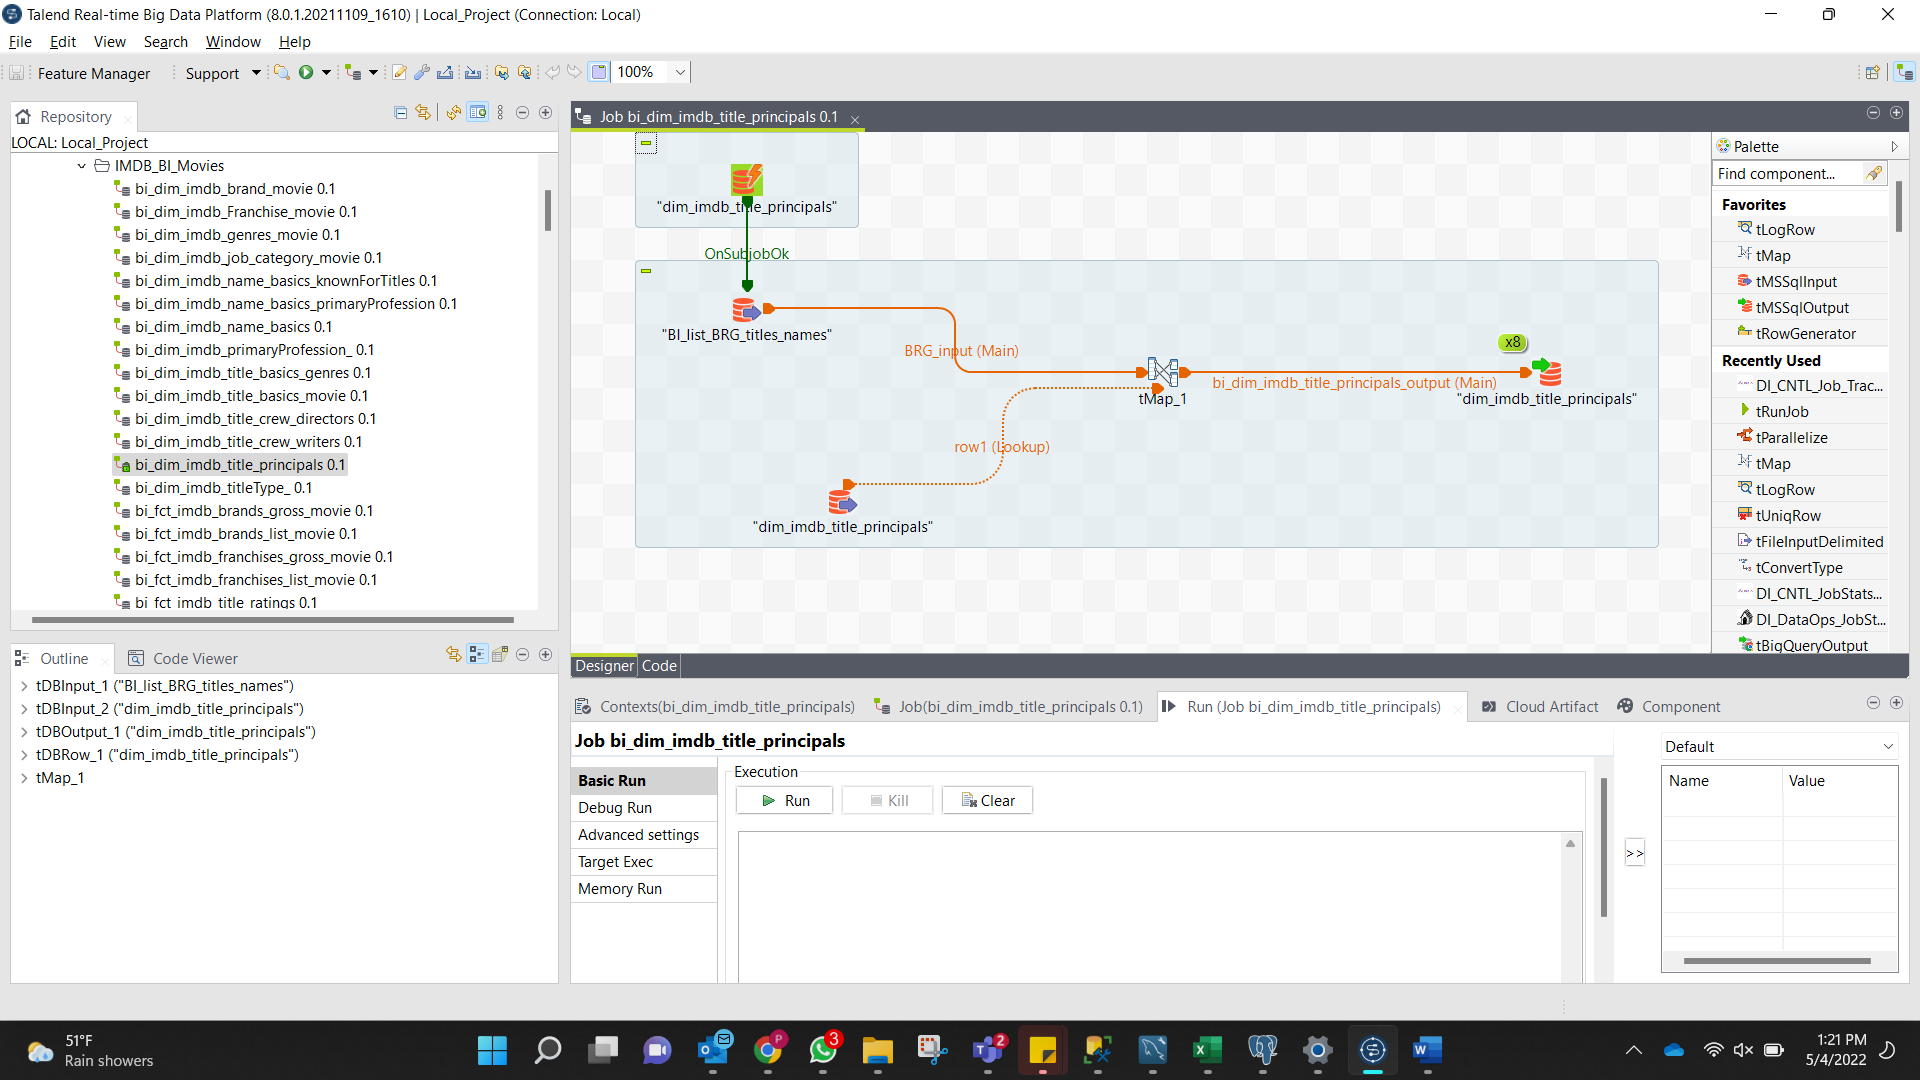 Talend Real-time Big Data Platform (8.0.1.20211109_1610) | Local_Project (Connection: Local)
File Edit View Search Window Help
Feature Manager Support 100%
Repository
LOCAL: Local_Project
IMDB_BI_Movies
bi_dim_imdb_brand_movie 0.1
bi_dim_imdb_Franchise_movie 0.1
bi_dim_imdb_genres_movie 0.1
bi_dim_imdb_job_category_movie 0.1
bi_dim_imdb_name_basics_knownForTitles 0.1
bi_dim_imdb_name_basics_primaryProfession 0.1
bi_dim_imdb_name_basics 0.1
bi_dim_imdb_primaryProfession_ 0.1
bi_dim_imdb_title_basics_genres 0.1
bi_dim_imdb_title_basics_movie 0.1
bi_dim_imdb_title_crew_directors 0.1
bi_dim_imdb_title_crew_writers 0.1
bi_dim_imdb_title_principals 0.1
bi_dim_imdb_titleType_ 0.1
bi_fct_imdb_brands_gross_movie 0.1
bi_fct_imdb_brands_list_movie 0.1
bi_fct_imdb_franchises_gross_movie 0.1
bi_fct_imdb_franchises_list_movie 0.1
bi_fct_imdb_title_ratings 0.1
Outline Code Viewer
tDBInput_1 ("BI_list_BRG_titles_names")
tDBInput_2 ("dim_imdb_title_principals")
tDBOutput_1 ("dim_imdb_title_principals")
tDBRow_1 ("dim_imdb_title_principals")
tMap_1
Job bi_dim_imdb_title_principals 0.1
"dim_imdb_title_principals"
OnSubjobOk
"BI_list_BRG_titles_names"
BRG_input (Main)
tMap_1
bi_dim_imdb_title_principals_output (Main)
x8
"dim_imdb_title_principals"
row1 (Lookup)
"dim_imdb_title_principals"
Designer Code
Palette
Find component...
Favorites
tLogRow
tMap
tMSSqlInput
tMSSqlOutput
tRowGenerator
Recently Used
DI_CNTL_Job_Trac...
tRunJob
tParallelize
tMap
tLogRow
tUniqRow
tFileInputDelimited
tConvertType
DI_CNTL_JobStats...
DI_DataOps_JobSt...
tBigQueryOutput
Contexts(bi_dim_imdb_title_principals) Job(bi_dim_imdb_title_principals 0.1) Run (Job bi_dim_imdb_title_principals) Cloud Artifact Component
Job bi_dim_imdb_title_principals
Basic Run
Debug Run
Advanced settings
Target Exec
Memory Run
Execution
Run Kill Clear
>>
Default
Name Value
51°F
Rain showers
P
3
2
1:21 PM
5/4/2022